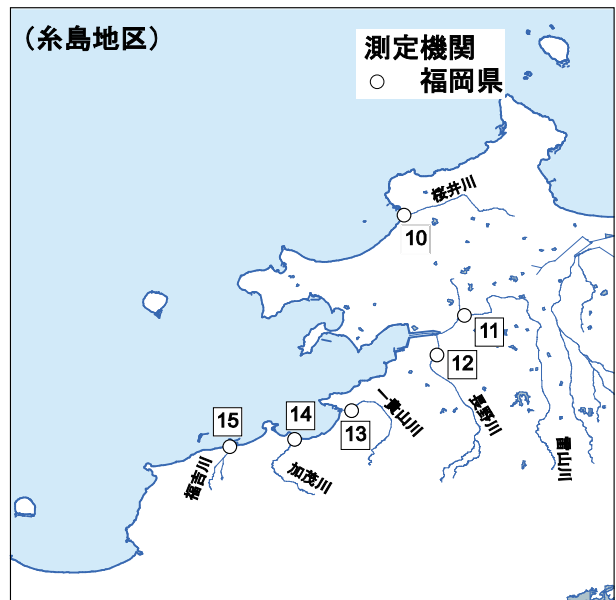 （糸島地区）
測定機関
○ 福岡県
桜井川
10
11
12
一貴山川
長野川
雷山川
13
14
15
加茂川
福吉川